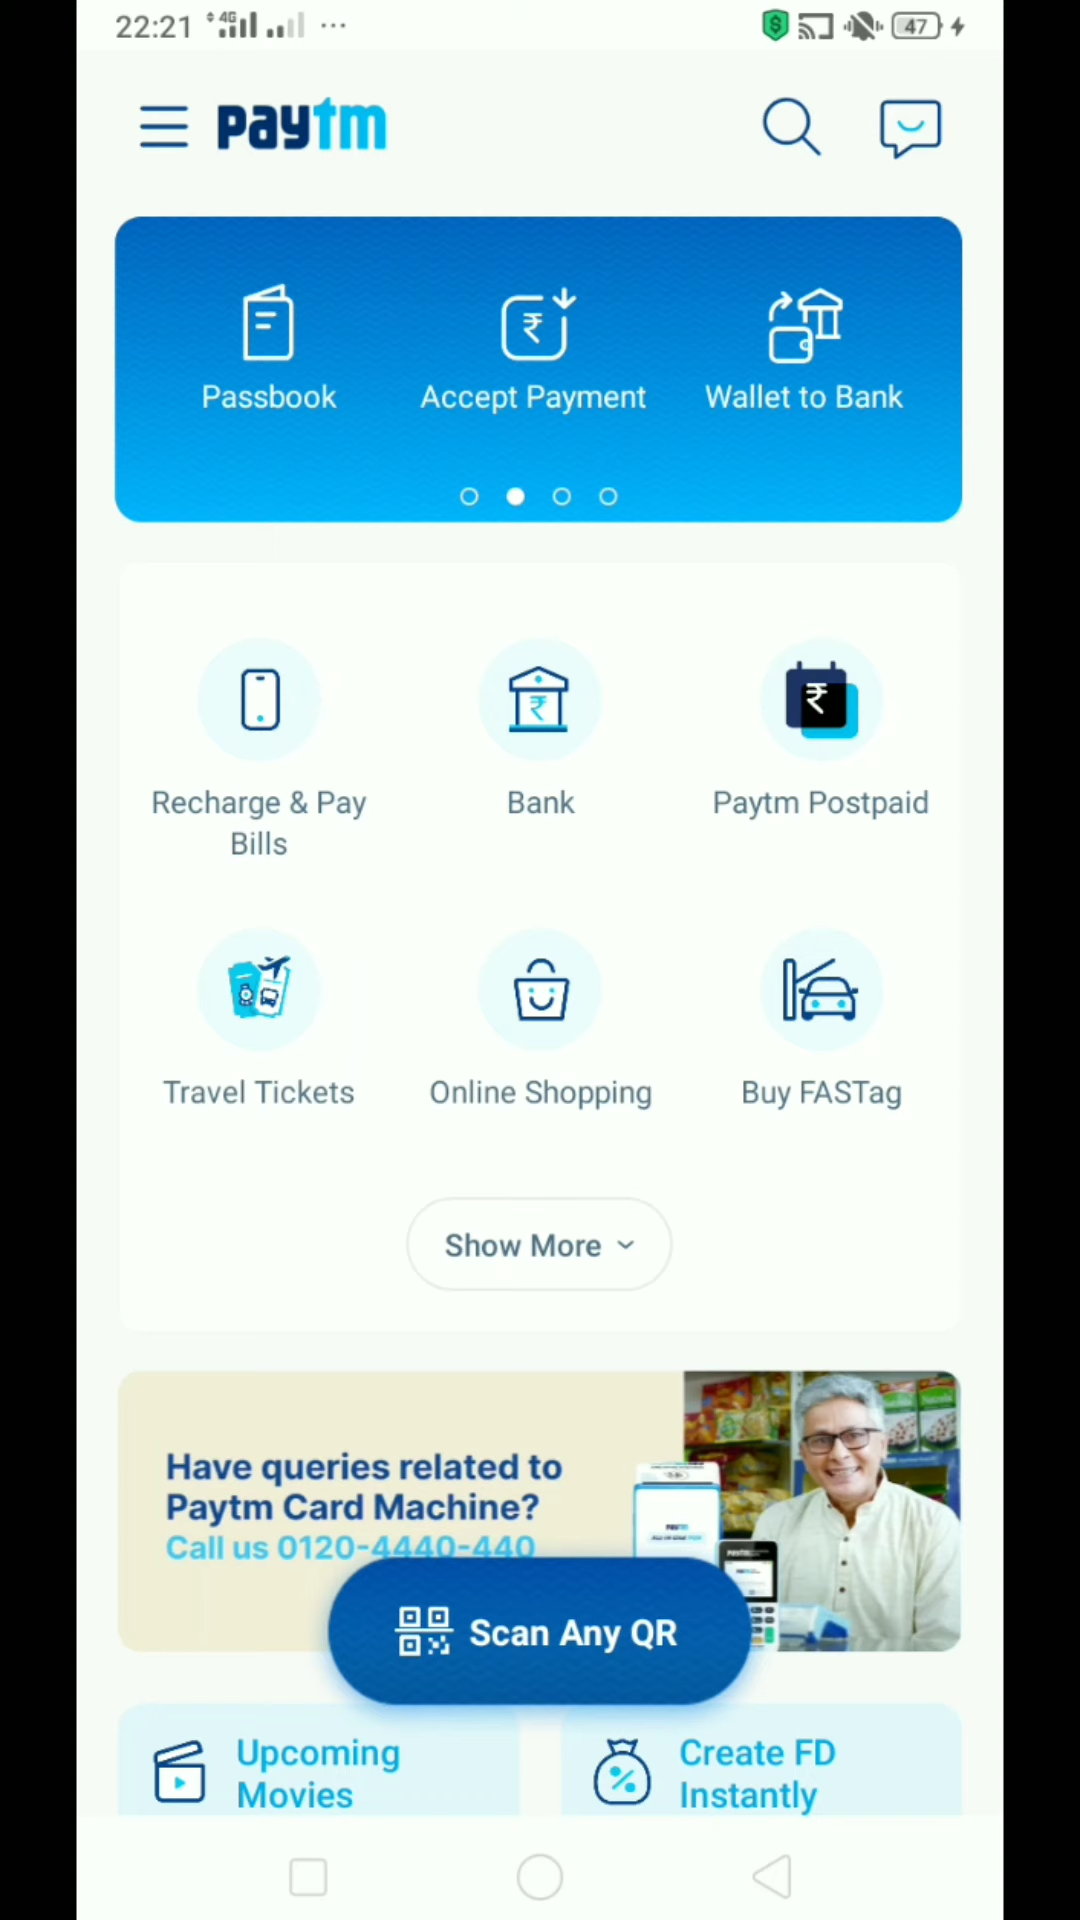 22:21 4G ... 47
paytm
Passbook
Accept Payment
Wallet to Bank
Recharge & Pay
Bills
Bank
Paytm Postpaid
Travel Tickets
Online Shopping
Buy FASTag
Show More
Have queries related to
Paytm Card Machine?
Call us 0120-4440-440
Scan Any QR
Upcoming
Movies
Create FD
Instantly